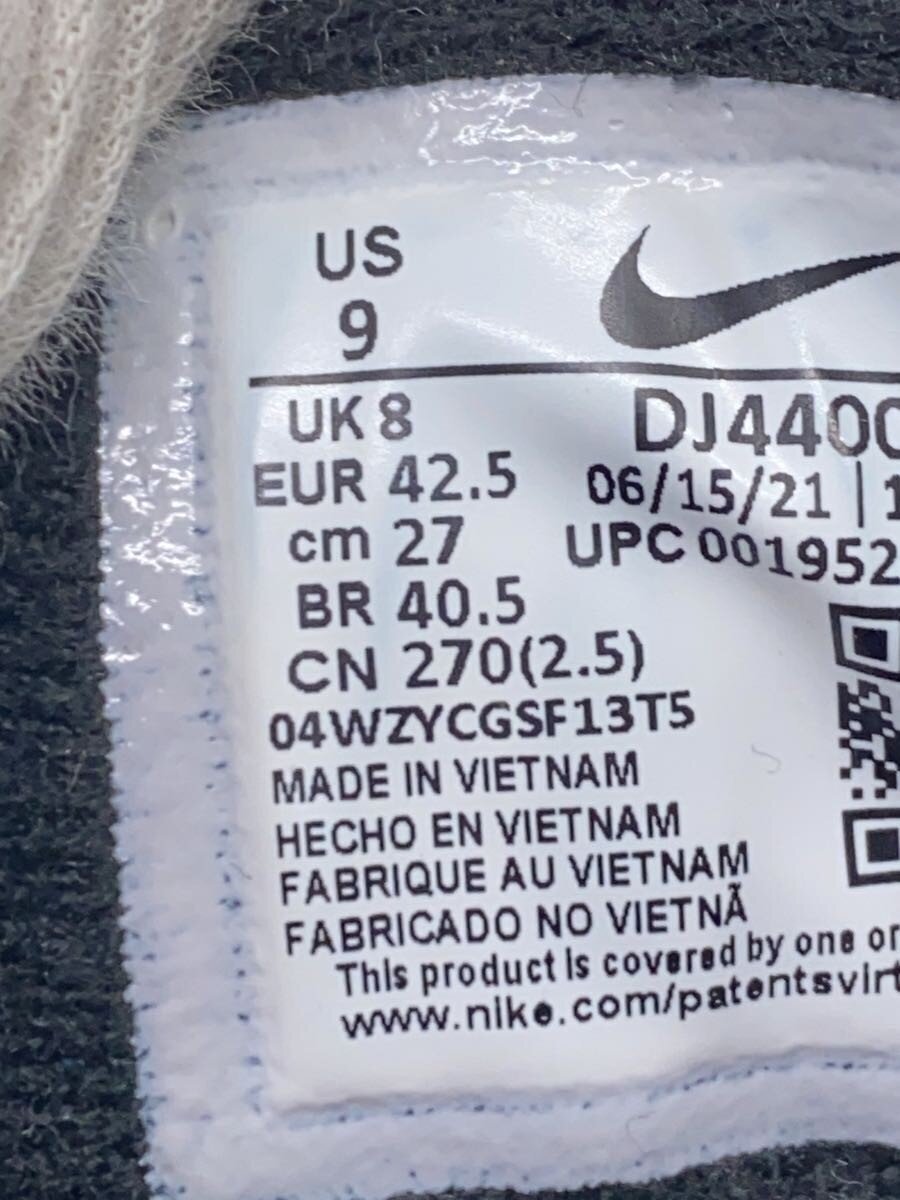 US
9
UK 8
EUR 42.5
cm 27
BR 40.5
CN 270(2.5)
DJ4400
06/15/21 | 1
UPC 001952
04WZYCGSF13T5
MADE IN VIETNAM
HECHO EN VIETNAM
FABRIQUE AU VIETNAM
FABRICADO NO VIETNÃ
This product is covered by one or
www.nike.com/patentsvirt